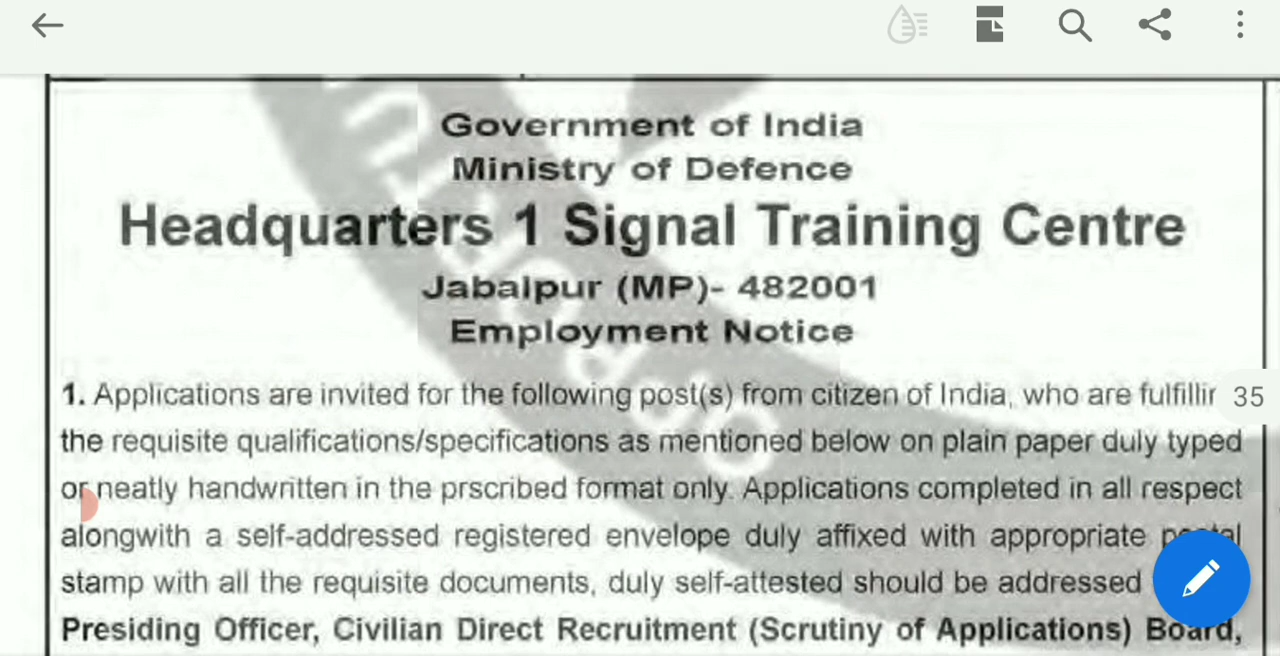 Government of India
Ministry of Defence
Headquarters 1 Signal Training Centre
Jabalpur (MP)- 482001
Employment Notice
1. Applications are invited for the following post(s) from citizen of India, who are
35
the requisite qualifications/specifications as mentioned below on plain paper duly typed
or neatly handwritten in the prscribed format only. Applications completed in all respect
alongwith a self-addressed registered envelope duly affixed with appropriate
stamp with all the requisite documents, duly self-attested should be addressed
Presiding Officer, Civilian Direct Recruitment (Scrutiny of Applications) Board,